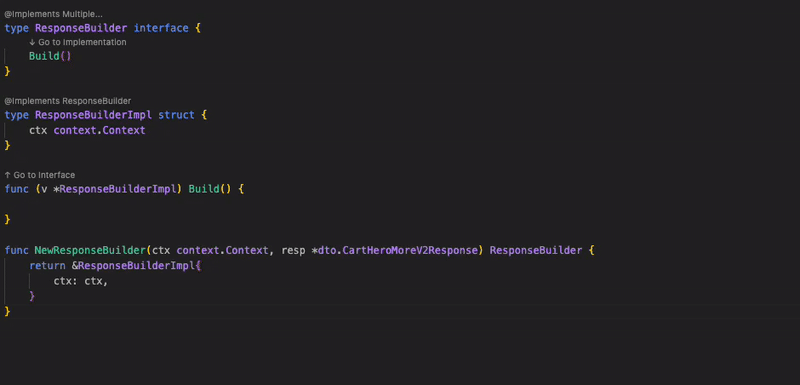 @Implements Multiple...
type ResponseBuilder interface {
↓ Go to Implementation
Build()
}
@Implements ResponseBuilder
type ResponseBuilderImpl struct {
ctx context.Context
}
↑ Go to Interface
func (v *ResponseBuilderImpl) Build() {
}
func NewResponseBuilder(ctx context.Context, resp *dto.CartHeroMoreV2Response) ResponseBuilder {
return &ResponseBuilderImpl{
ctx: ctx,
}
}